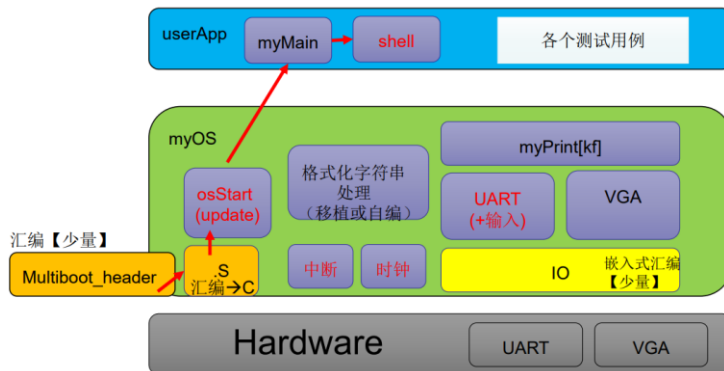 userApp
myMain
shell
各个测试用例
myOS
myPrint[kf]
格式化字符串
处理
（移植或自编）
osStart
(update)
UART
(+输入)
VGA
汇编【少量】
Multiboot_header
.S
汇编→C
中断
时钟
IO
嵌入式汇编
【少量】
Hardware
UART
VGA